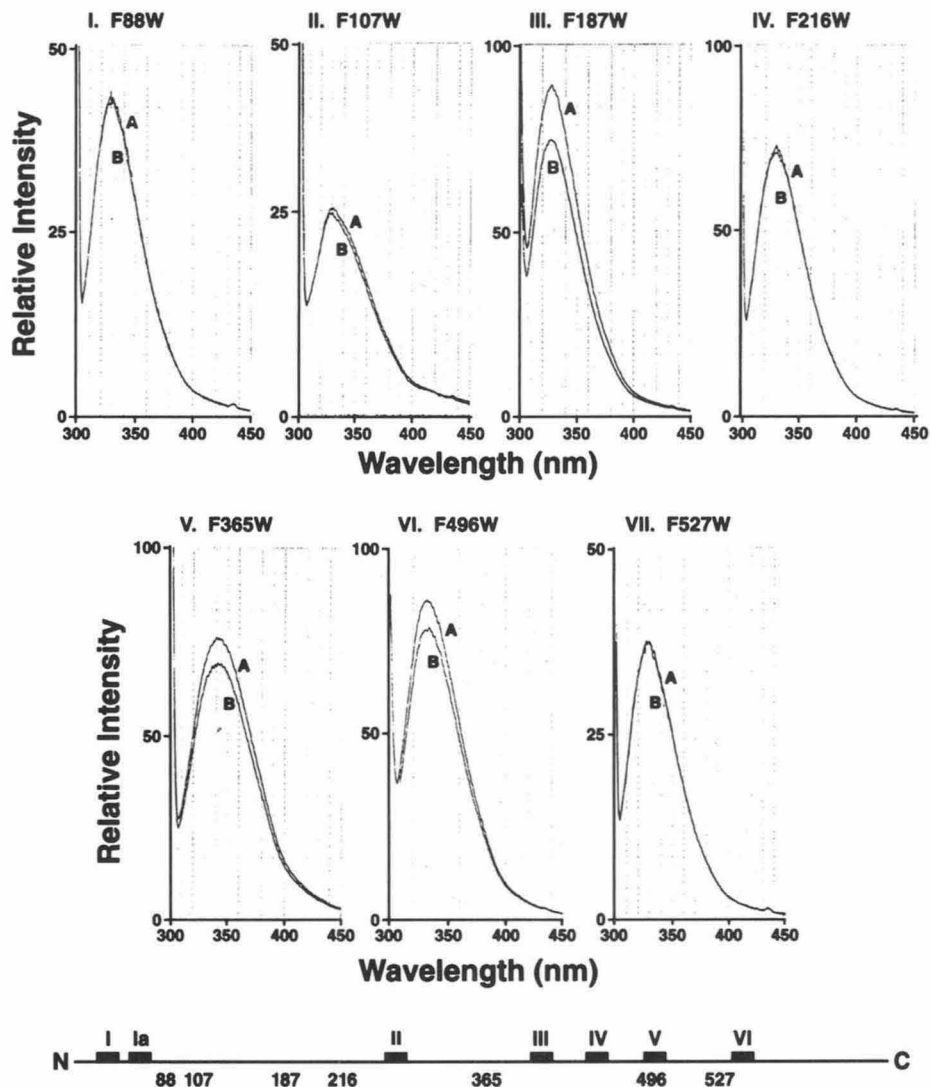 I. F88W
II. F107W
III. F187W
IV. F216W
Relative Intensity
50
25
0
A
B
300 350 400 450
50
25
0
A
B
300 350 400 450
100
50
0
A
B
300 350 400 450
100
50
0
A
B
300 350 400 450
Wavelength (nm)
V. F365W
VI. F496W
VII. F527W
Relative Intensity
100
50
0
A
B
300 350 400 450
100
50
0
A
B
300 350 400 450
50
25
0
A
B
300 350 400 450
Wavelength (nm)
I Ia II III IV V VI
N C
88 107 187 216 365 496 527